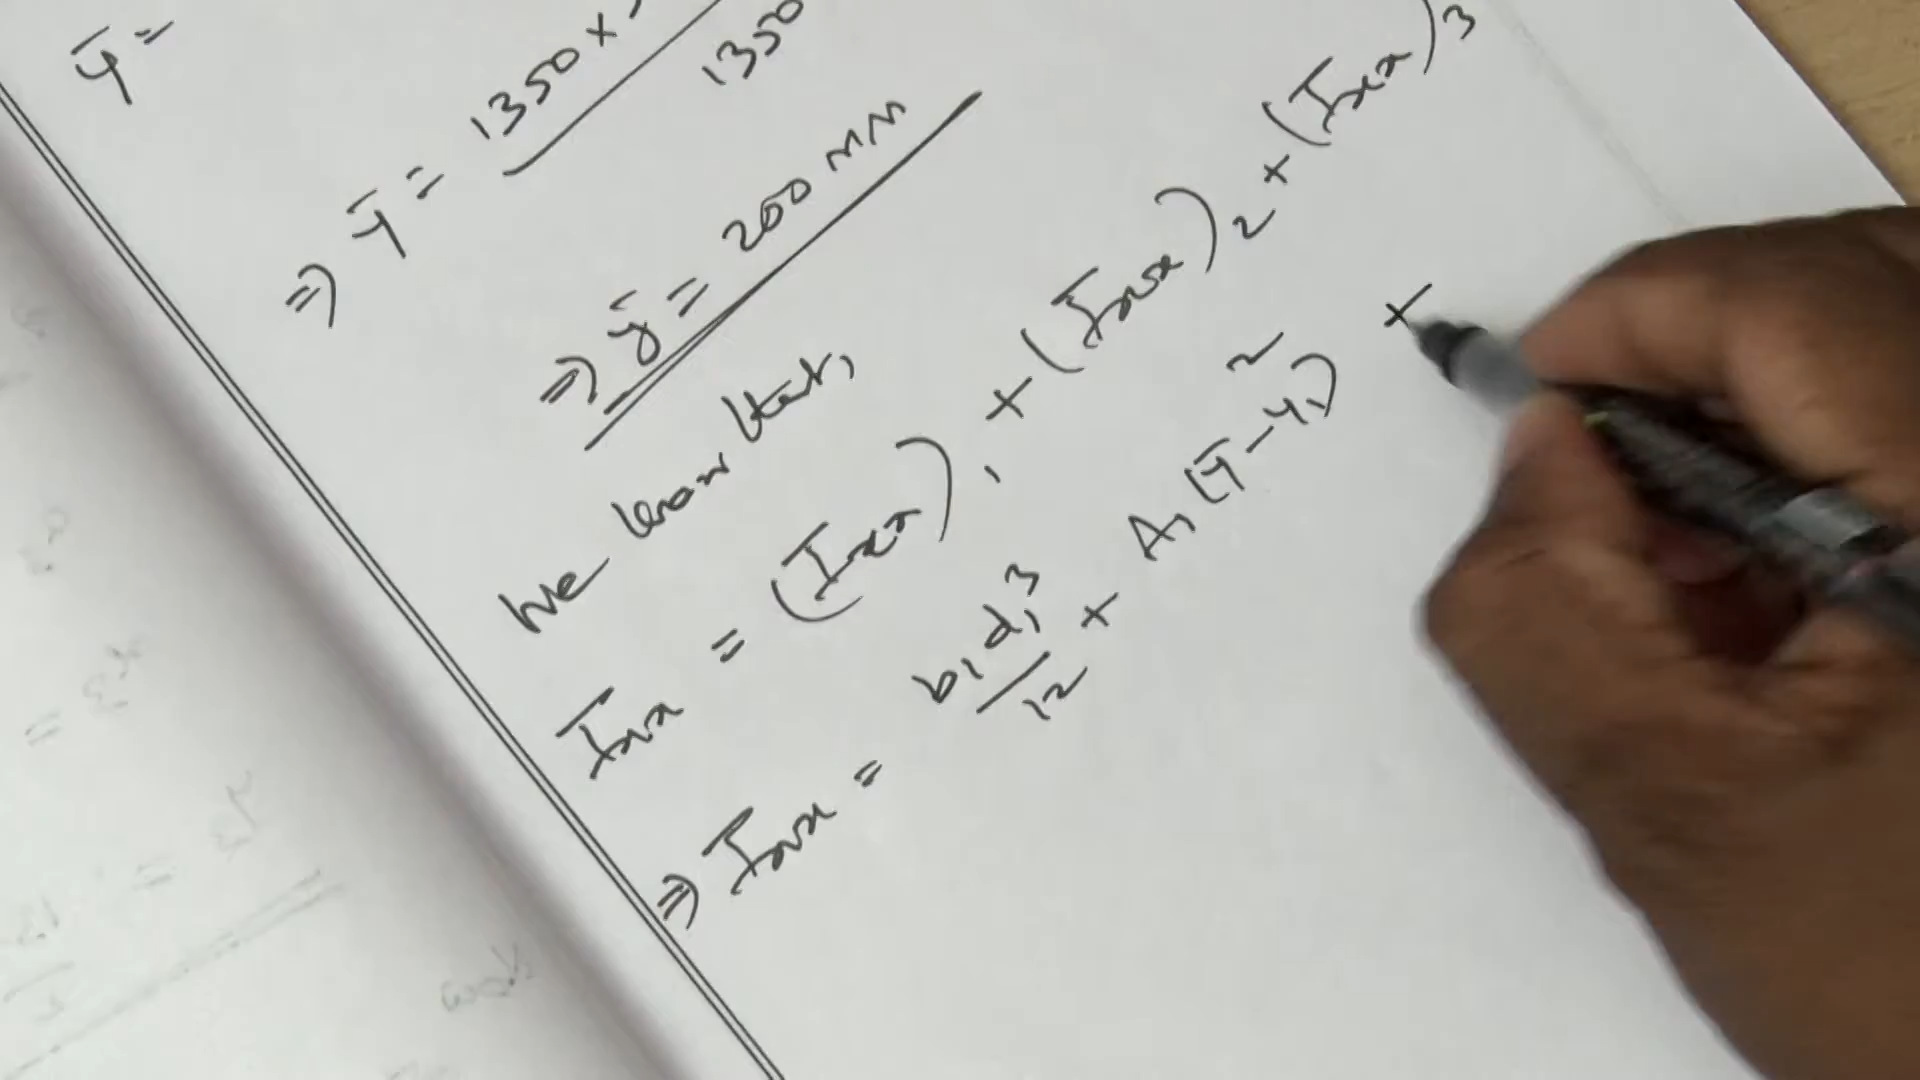 ȳ =
⇒ ȳ = 1350 ×
1350
⇒ ȳ = 200 MM
We know that,
Ixx = (Ixx)₁ + (Ixx)₂ + (Ixx)₃
⇒ Ixx = b₁d₁³/12 + A₁(ȳ-y₁)² +